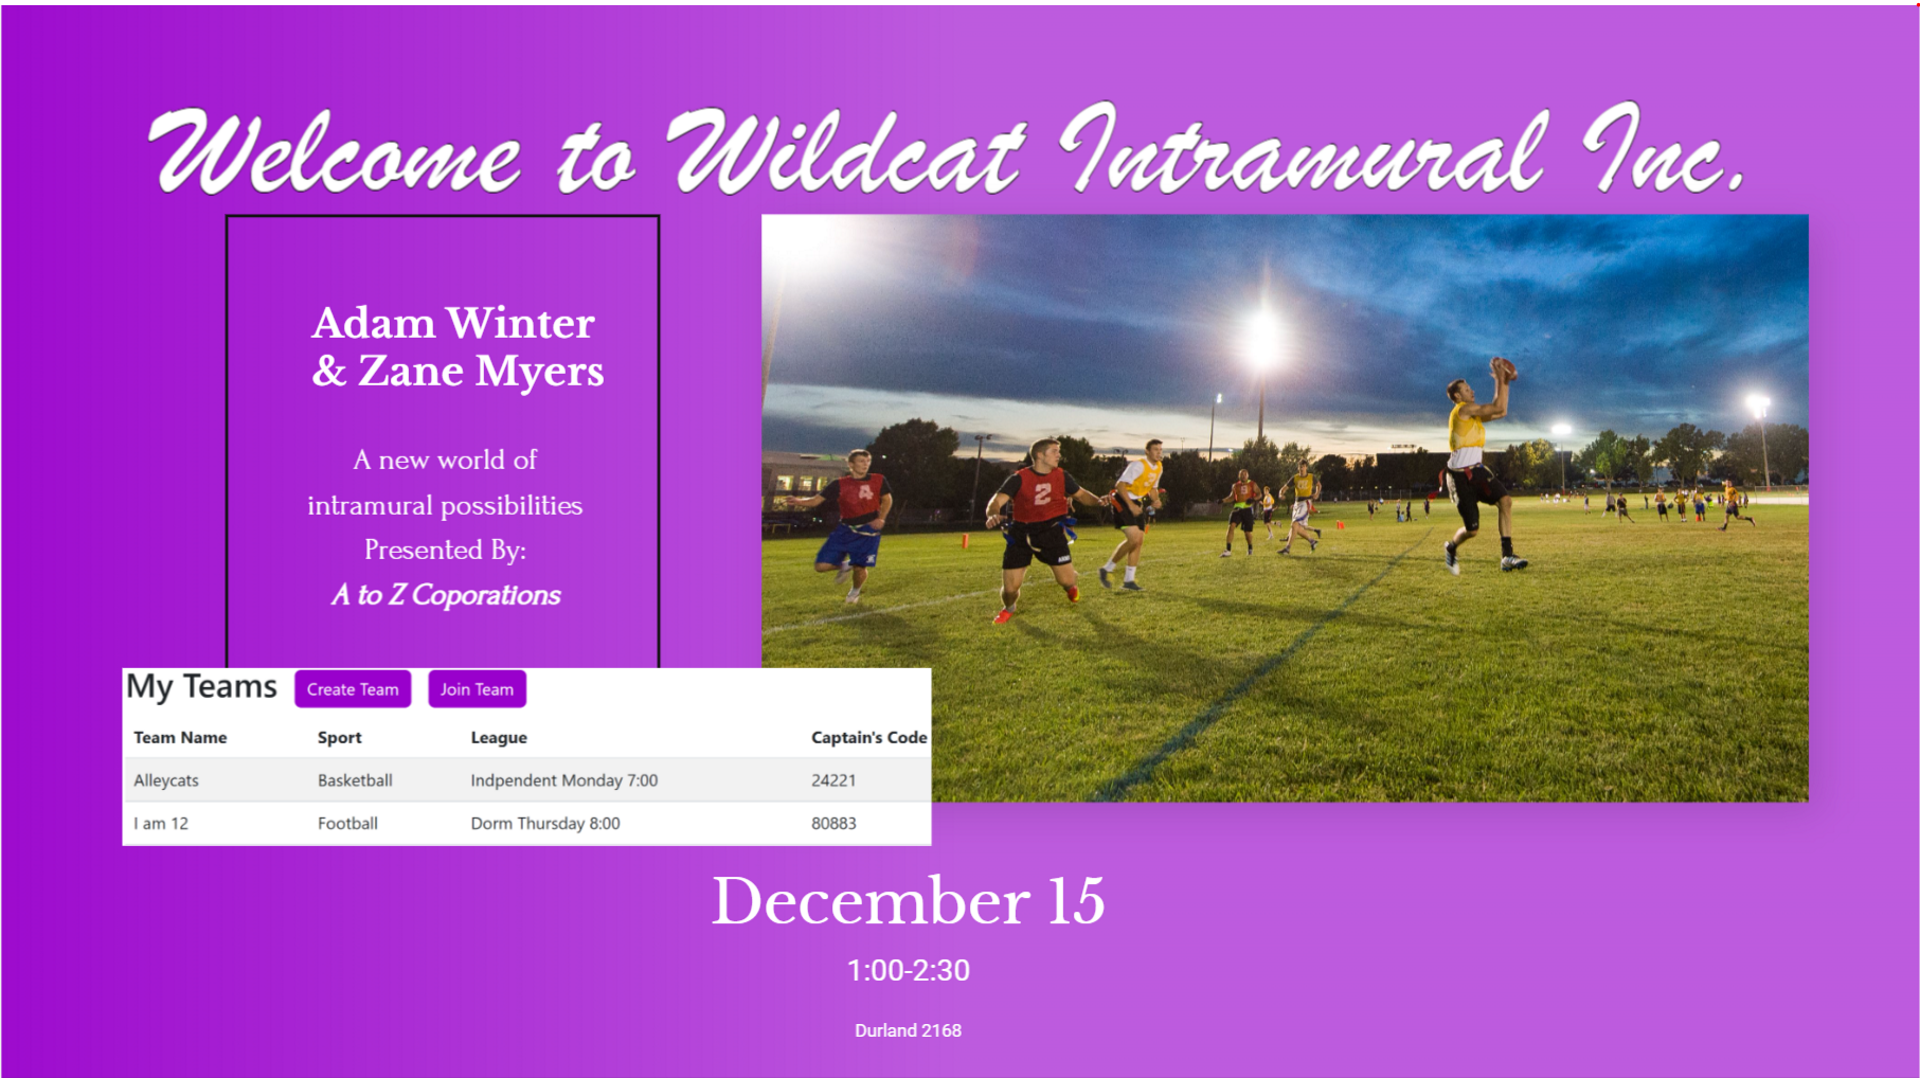 Welcome to Wildcat Intramural Inc.
Adam Winter
& Zane Myers
A new world of
intramural possibilities
Presented By:
A to Z Coporations
4
2
My Teams Create Team Join Team
Team Name Sport League Captain's Code
Alleycats Basketball Indpendent Monday 7:00 24221
I am 12 Football Dorm Thursday 8:00 80883
December 15
1:00-2:30
Durland 2168